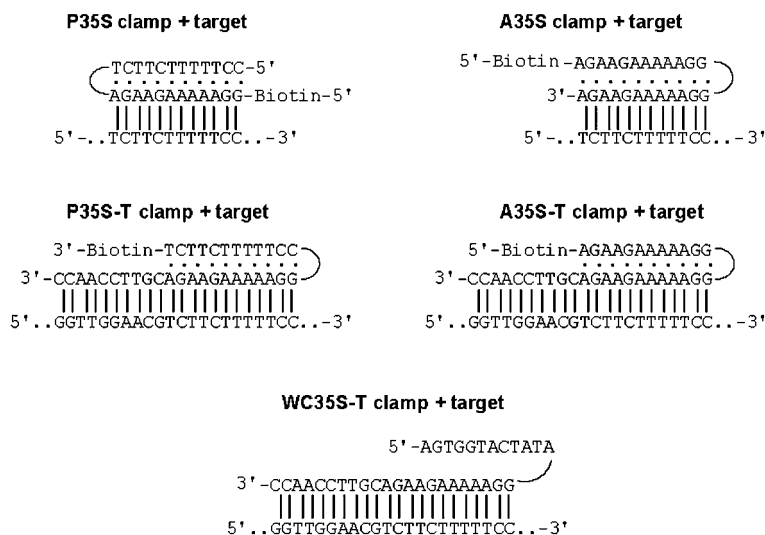 P35S clamp + target
TCTTCTTTTTCC-5'
AGAAGAAAAAGG-Biotin-5'
5'-..TCTTCTTTTTCC..-3'
A35S clamp + target
5'-Biotin-AGAAGAAAAAGG
3'-AGAAGAAAAAGG
5'-..TCTTCTTTTTCC..-3'
P35S-T clamp + target
3'-Biotin-TCTTCTTTTTCC
3'-CCAACCTTGCAGAAGAAAAAGG
5'..GGTTGGAACGTCTTCTTTTTCC..-3'
A35S-T clamp + target
5'-Biotin-AGAAGAAAAAGG
3'-CCAACCTTGCAGAAGAAAAAGG
5'..GGTTGGAACGTCTTCTTTTTCC..-3'
WC35S-T clamp + target
5'-AGTGGTACTATA
3'-CCAACCTTGCAGAAGAAAAAGG
5'..GGTTGGAACGTCTTCTTTTTCC..-3'